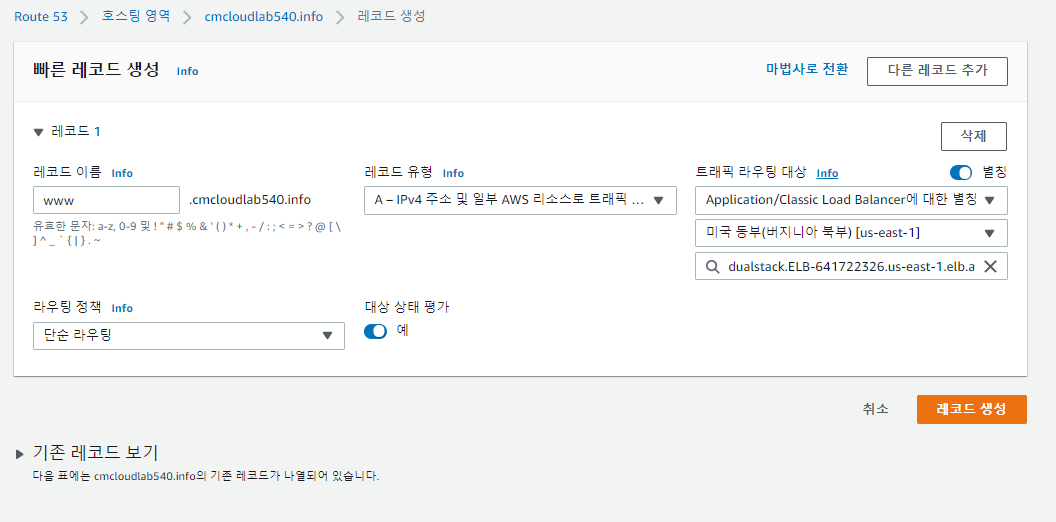 Route 53 > 호스팅 영역 > cmcloudlab540.info > 레코드 생성
빠른 레코드 생성 Info
마법사로 전환
다른 레코드 추가
▼ 레코드 1
삭제
레코드 이름 Info
www .cmcloudlab540.info
유효한 문자: a-z, 0-9 및 ! " # $ % & ' ( ) * + , - / : ; < = > ? @ [ \
] ^ _ ` { | } . ~
레코드 유형 Info
A – IPv4 주소 및 일부 AWS 리소스로 트래픽 ...
트래픽 라우팅 대상 Info
별칭
Application/Classic Load Balancer에 대한 별칭
미국 동부(버지니아 북부) [us-east-1]
dualstack.ELB-641722326.us-east-1.elb.a
라우팅 정책 Info
단순 라우팅
대상 상태 평가
예
취소
레코드 생성
▶ 기존 레코드 보기
다음 표에는 cmcloudlab540.info의 기존 레코드가 나열되어 있습니다.